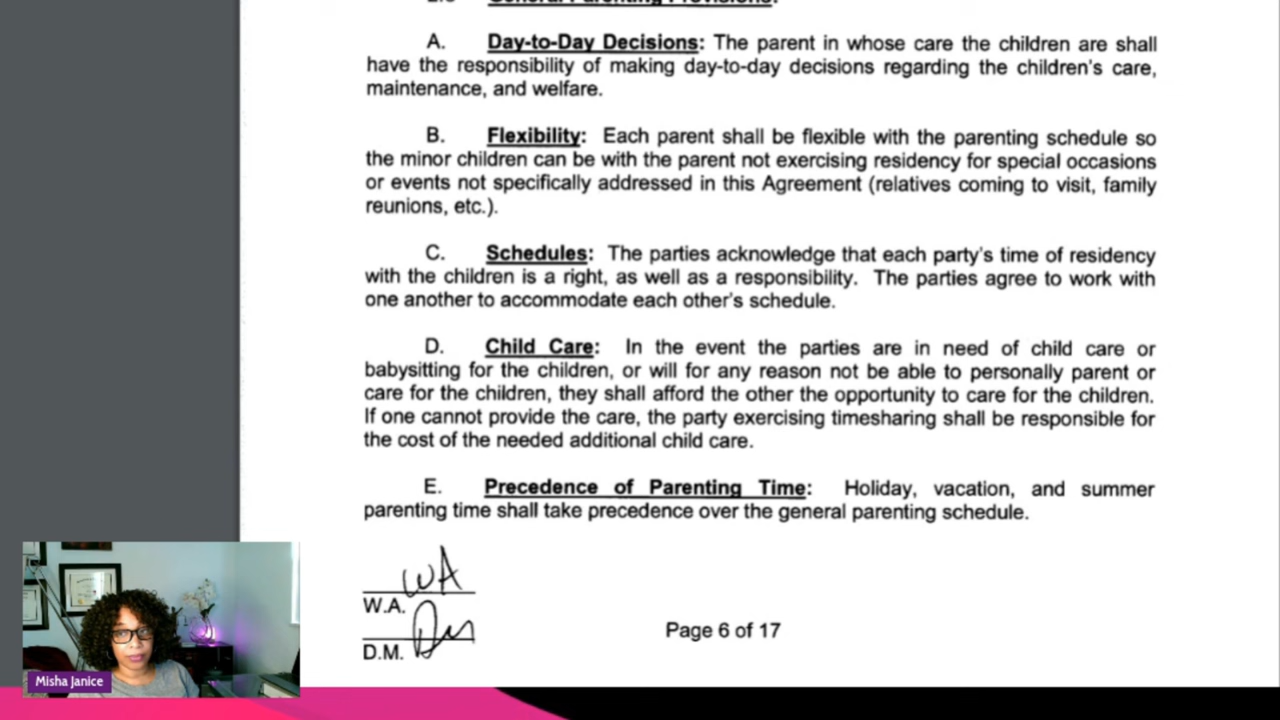 General Parenting Provisions:
A. Day-to-Day Decisions: The parent in whose care the children are shall
have the responsibility of making day-to-day decisions regarding the children's care,
maintenance, and welfare.
B. Flexibility: Each parent shall be flexible with the parenting schedule so
the minor children can be with the parent not exercising residency for special occasions
or events not specifically addressed in this Agreement (relatives coming to visit, family
reunions, etc.).
C. Schedules: The parties acknowledge that each party's time of residency
with the children is a right, as well as a responsibility. The parties agree to work with
one another to accommodate each other's schedule.
D. Child Care: In the event the parties are in need of child care or
babysitting for the children, or will for any reason not be able to personally parent or
care for the children, they shall afford the other the opportunity to care for the children.
If one cannot provide the care, the party exercising timesharing shall be responsible for
the cost of the needed additional child care.
E. Precedence of Parenting Time: Holiday, vacation, and summer
parenting time shall take precedence over the general parenting schedule.
WA
W.A.
D.M.
Page 6 of 17
Misha Janice